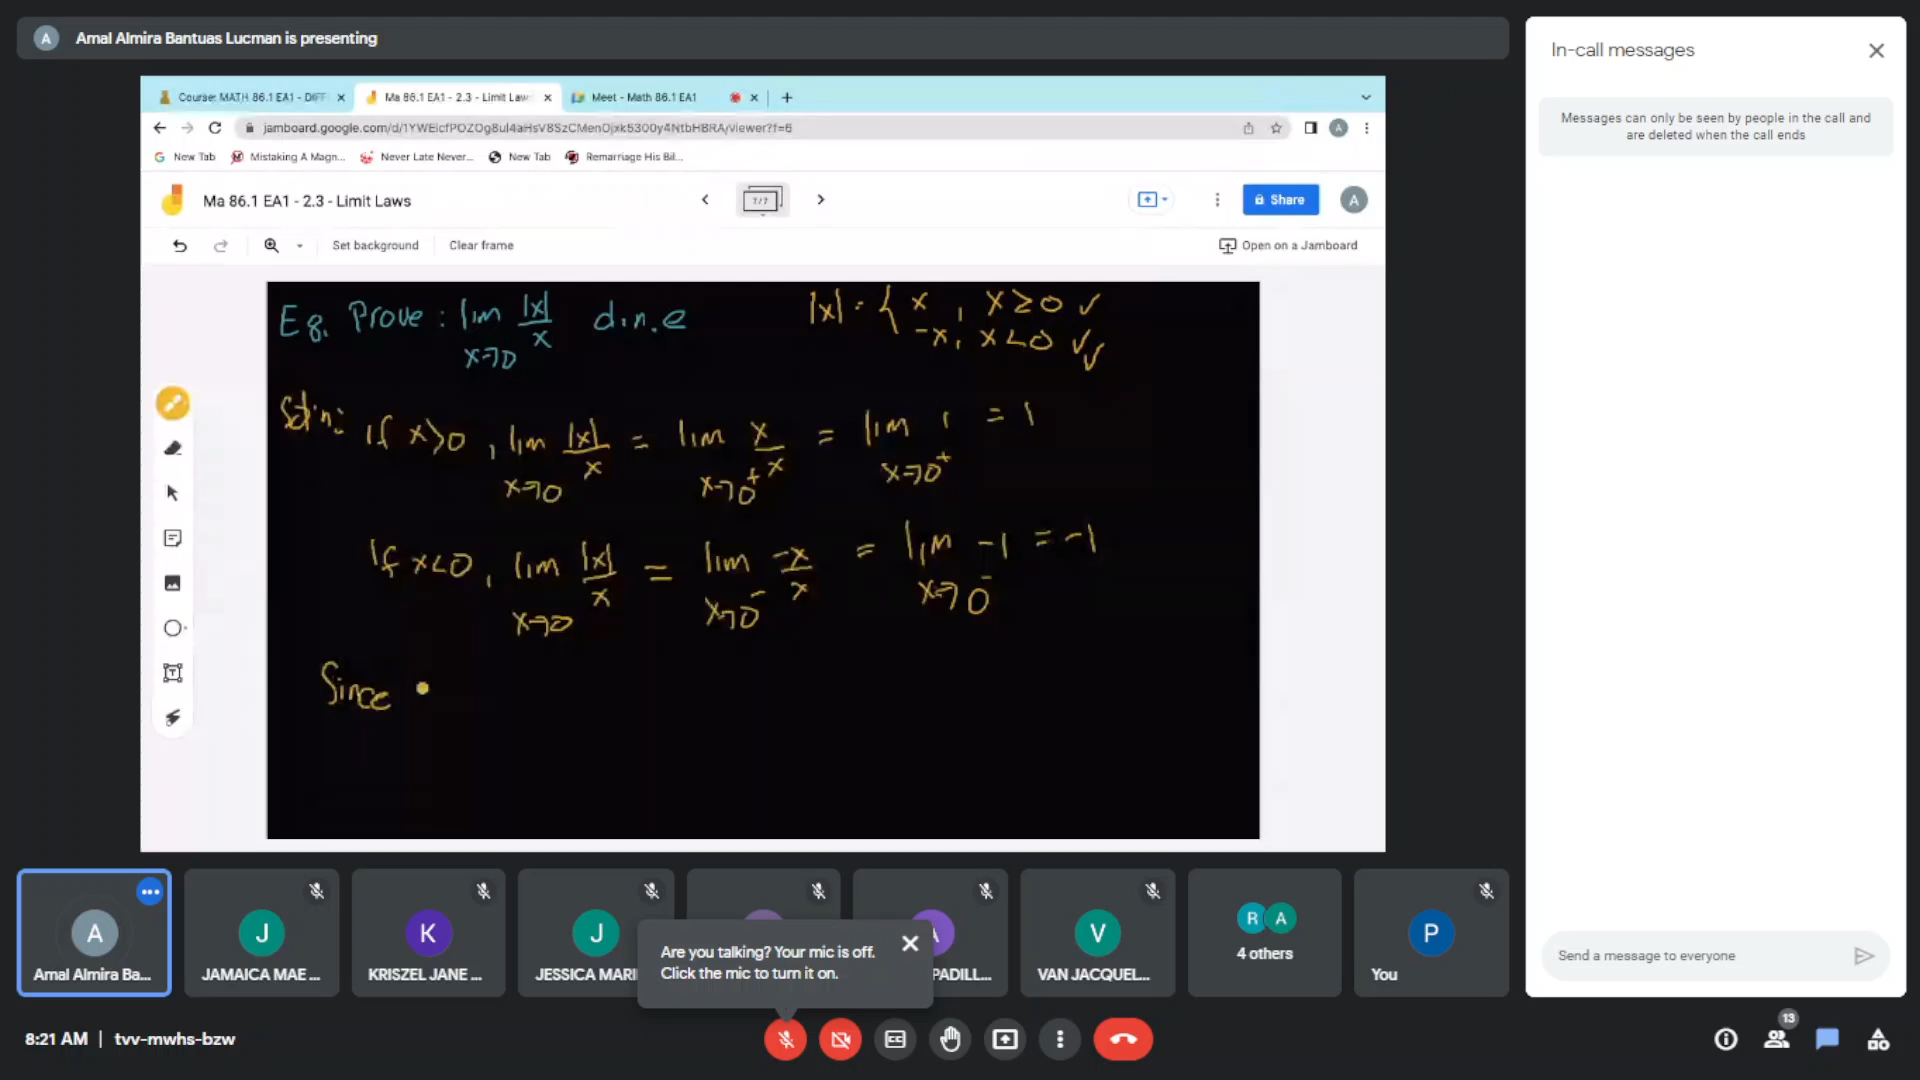 Amal Almira Bantuas Lucman is presenting
Course: MATH 86.1 EA1 - DIFF
Ma 86.1 EA1 - 2.3 - Limit Law
Meet - Math 86.1 EA1
New Tab
Mistaking A Magn...
Never Late Never...
New Tab
Remarriage His Bil...
Ma 86.1 EA1 - 2.3 - Limit Laws
7/7
Share
A
Set background
Clear frame
Open on a Jamboard
Eg. Prove : lim x→0 |x|/x d.n.e
|x| = { x , x ≥ 0 ✓
-x, x < 0 ✓✓
Sol'n: If x>0, lim x→0 |x|/x = lim x→0⁺ x/x = lim x→0⁺ 1 = 1
If x<0, lim x→0 |x|/x = lim x→0⁻ -x/x = lim x→0⁻ -1 = -1
Since
In-call messages
Messages can only be seen by people in the call and
are deleted when the call ends
Send a message to everyone
A
Amal Almira Ba...
J
JAMAICA MAE ...
K
KRISZEL JANE ...
J
JESSICA MARI
PADILL...
V
VAN JACQUEL...
R A
4 others
P
You
Are you talking? Your mic is off.
Click the mic to turn it on.
8:21 AM | tvv-mwhs-bzw
13